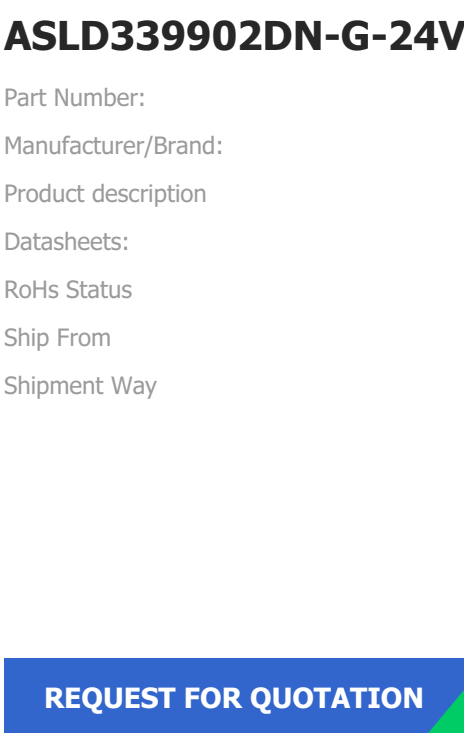 ASLD339902DN-G-24V
Part Number:
Manufacturer/Brand:
Product description
Datasheets:
RoHs Status
Ship From
Shipment Way
REQUEST FOR QUOTATION